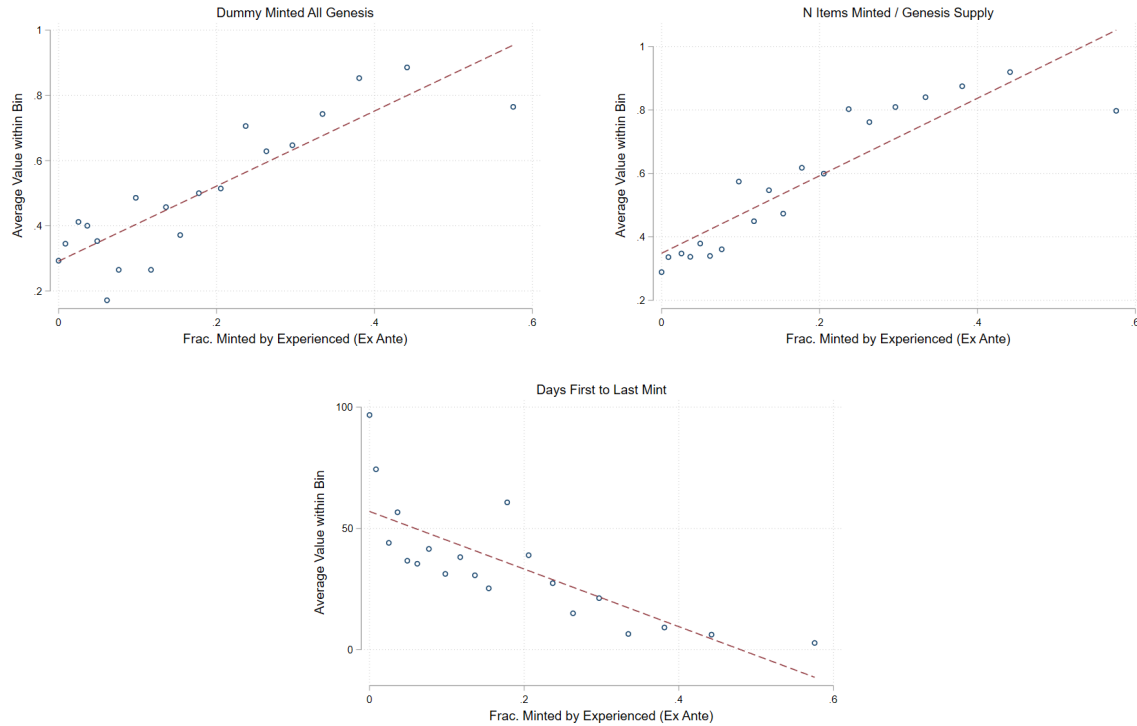 Dummy Minted All Genesis
Average Value within Bin
1
.8
.6
.4
.2
0
.2
.4
.6
Frac. Minted by Experienced (Ex Ante)
N Items Minted / Genesis Supply
Average Value within Bin
1
.8
.6
.4
.2
0
.2
.4
.6
Frac. Minted by Experienced (Ex Ante)
Days First to Last Mint
Average Value within Bin
100
50
0
0
.2
.4
.6
Frac. Minted by Experienced (Ex Ante)